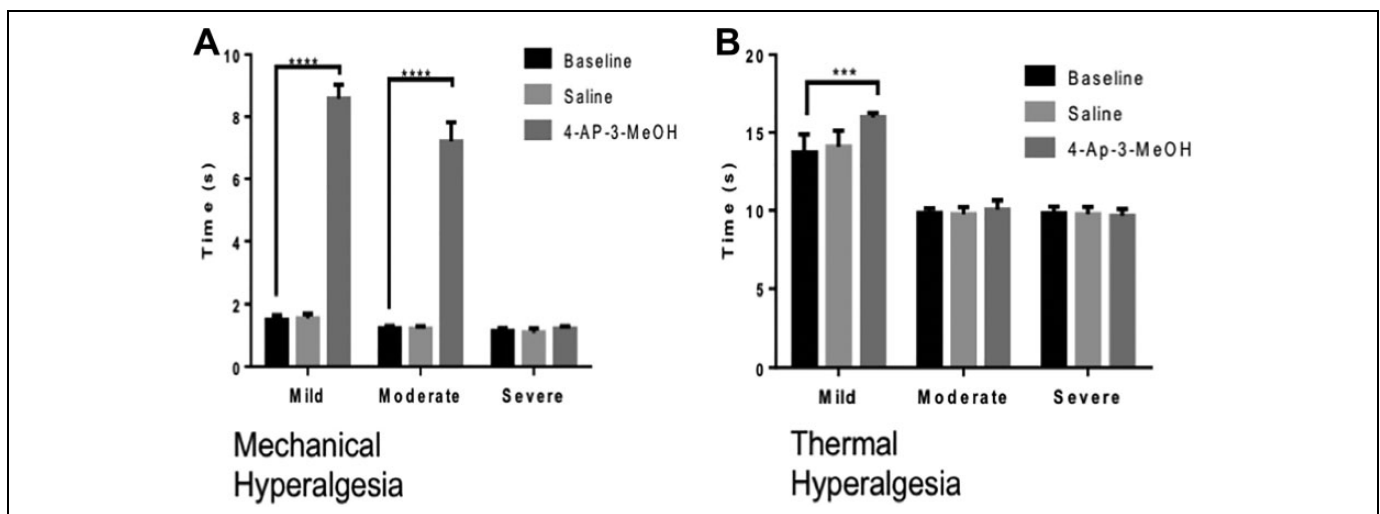 A
****
****
Baseline
Saline
4-AP-3-MeOH
10
8
6
4
2
0
Time (s)
Mild Moderate Severe
Mechanical
Hyperalgesia
B
***
Baseline
Saline
4-Ap-3-MeOH
20
15
10
5
0
Time (s)
Mild Moderate Severe
Thermal
Hyperalgesia